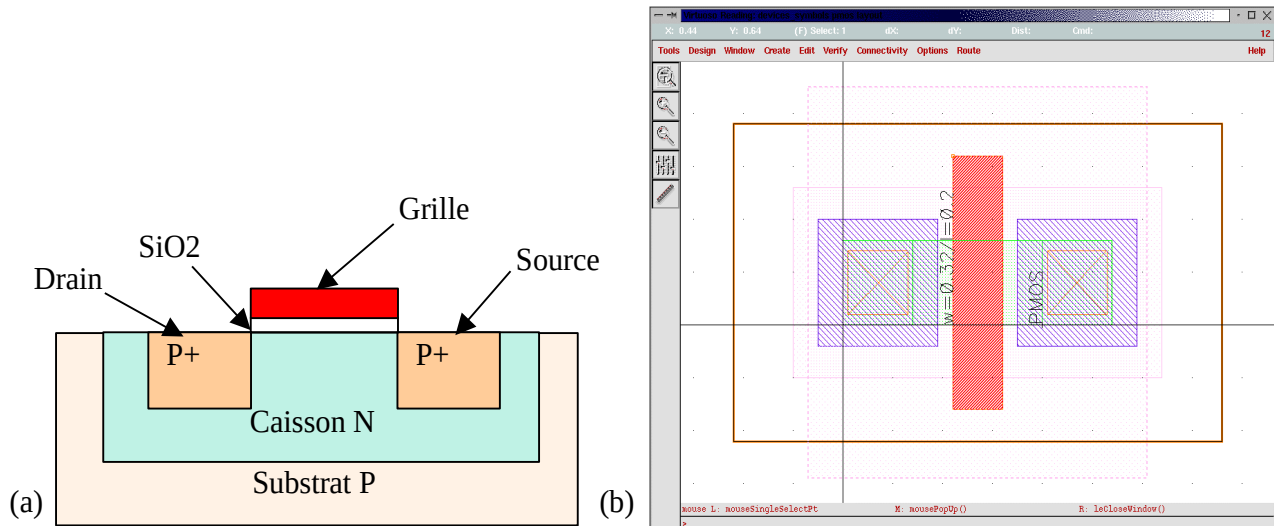 Grille
SiO2
Drain
Source
P+
P+
Caisson N
Substrat P
(a)
(b)
X: 0.44 Y: 0.64 (F) Select: 1 dX: dY: Dist: Cmd:
12
Tools Design Window Create Edit Verify Connectivity Options Route Help
w=0.32/l=0.2
PMOS
mouse L: mouseSingleSelectPt M: mousePopUp() R: leCloseWindow()
>